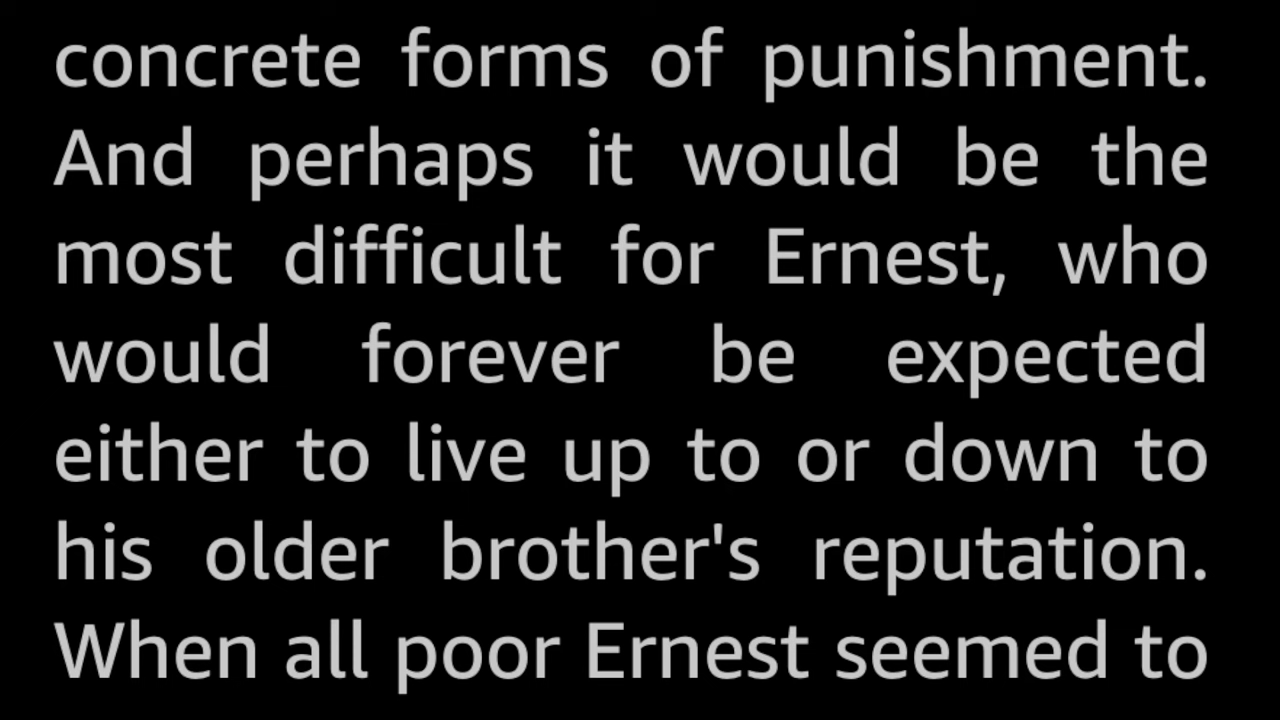 concrete forms of punishment.
And perhaps it would be the
most difficult for Ernest, who
would forever be expected
either to live up to or down to
his older brother's reputation.
When all poor Ernest seemed to